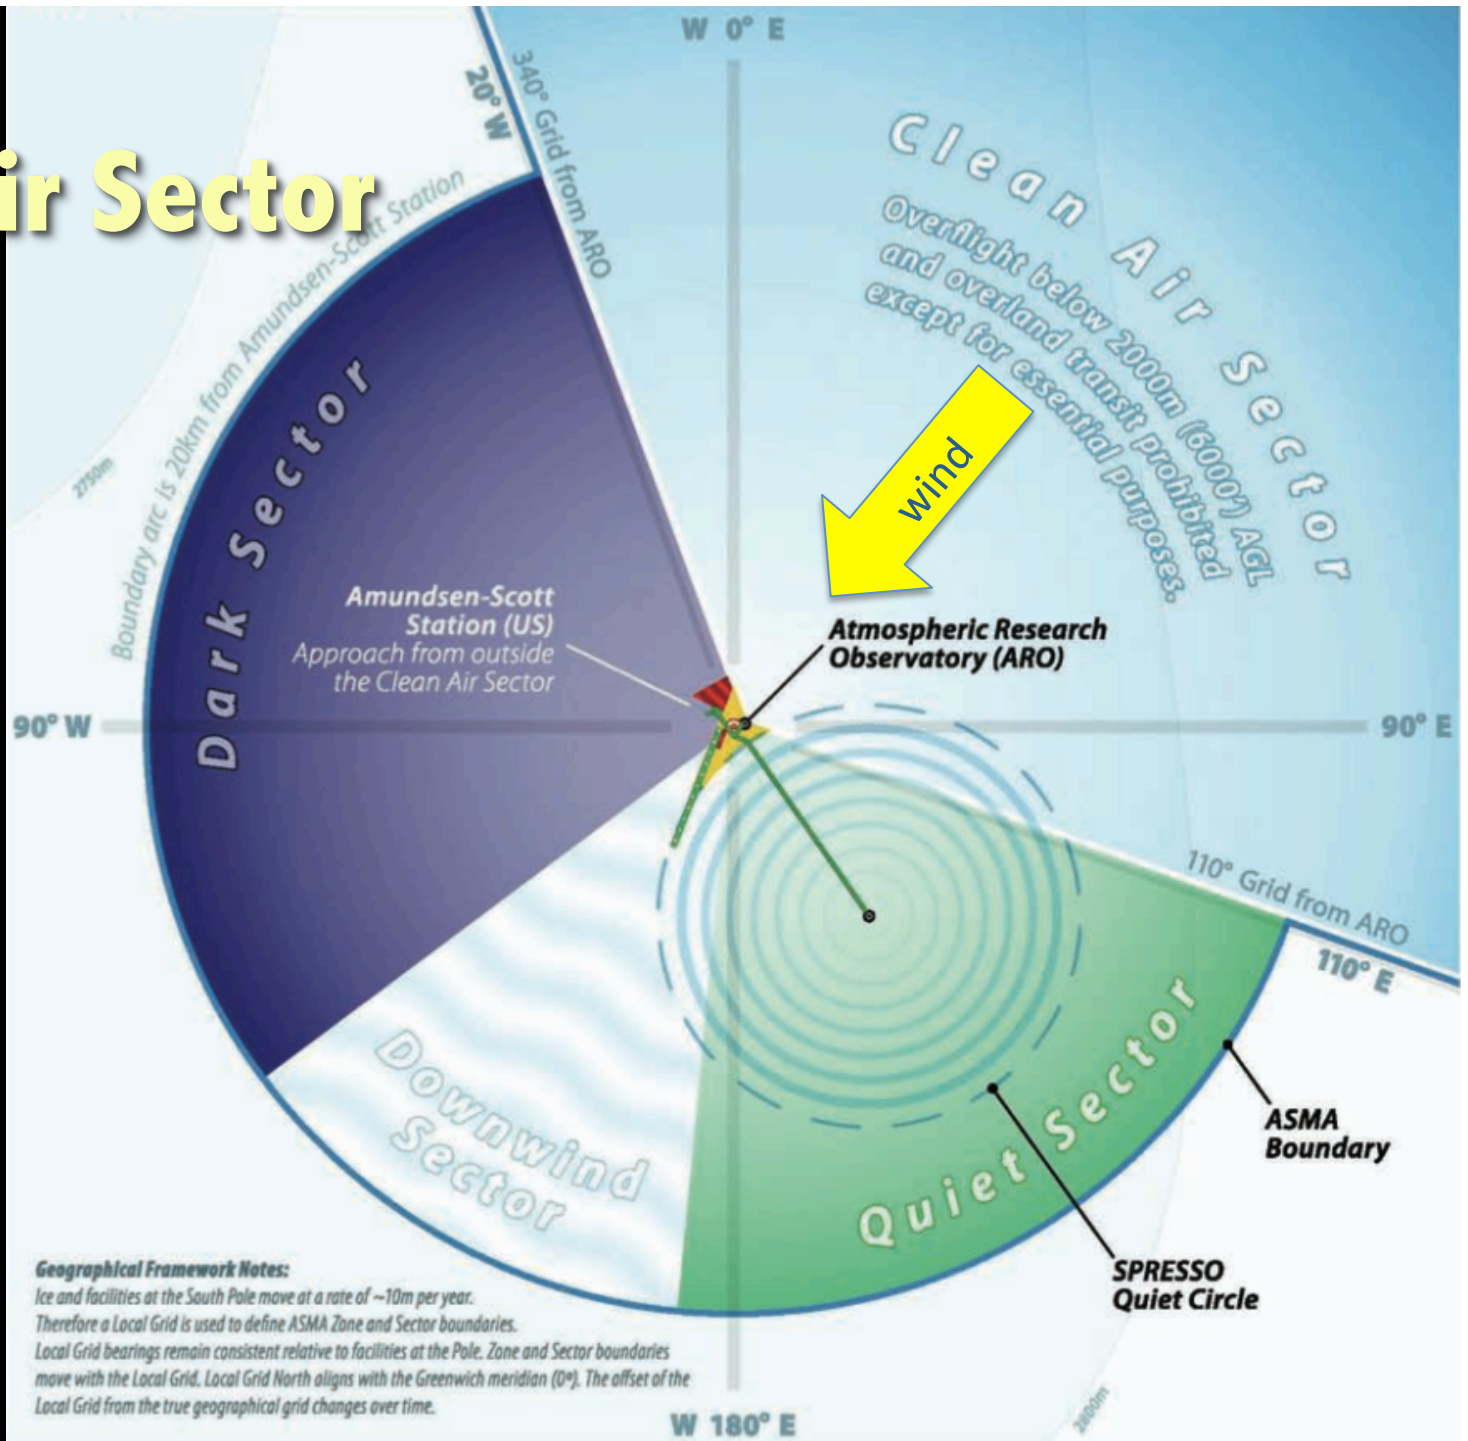 W 0° E
20° W
340° Grid from ARO
ir Sector
Clean Air Sector
Overflight below 2000m (6000') AGL
and overland transit prohibited
except for essential purposes.
Boundary arc is 20km from Amundsen-Scott Station
2750m
Dark Sector
wind
Amundsen-Scott
Station (US)
Approach from outside
the Clean Air Sector
Atmospheric Research
Observatory (ARO)
90° W
90° E
110° Grid from ARO
110° E
Downwind
Sector
Quiet Sector
ASMA
Boundary
SPRESSO
Quiet Circle
Geographical Framework Notes:
Ice and facilities at the South Pole move at a rate of ~10m per year.
Therefore a Local Grid is used to define ASMA Zone and Sector boundaries.
Local Grid bearings remain consistent relative to facilities at the Pole. Zone and Sector boundaries
move with the Local Grid. Local Grid North aligns with the Greenwich meridian (0°). The offset of the
Local Grid from the true geographical grid changes over time.
2800m
W 180° E